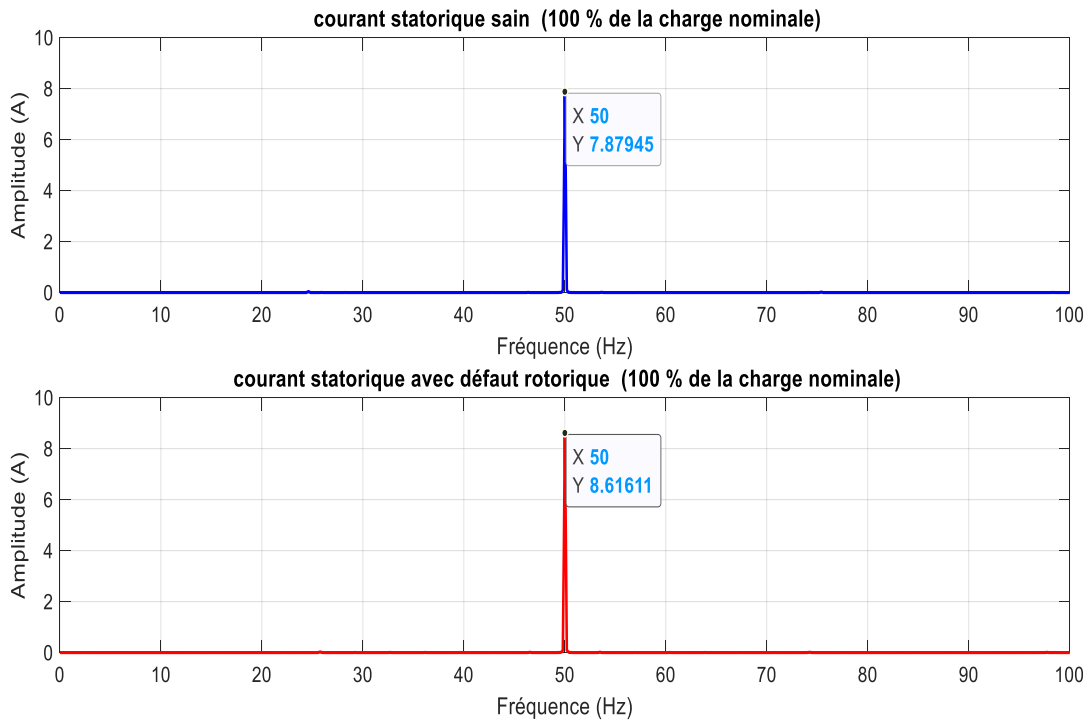 courant statorique sain (100 % de la charge nominale)
10
8
6
4
2
0
Amplitude (A)
X 50
Y 7.87945
0 10 20 30 40 50 60 70 80 90 100
Fréquence (Hz)
courant statorique avec défaut rotorique (100 % de la charge nominale)
10
8
6
4
2
0
Amplitude (A)
X 50
Y 8.61611
0 10 20 30 40 50 60 70 80 90 100
Fréquence (Hz)